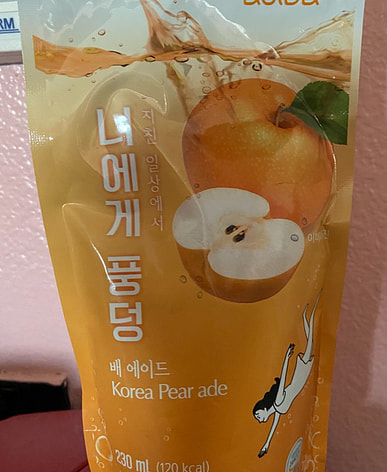 RM
지친 일상에서
너에게 풍덩
배 에이드
Korea Pear ade
230 ml (120 kcal)